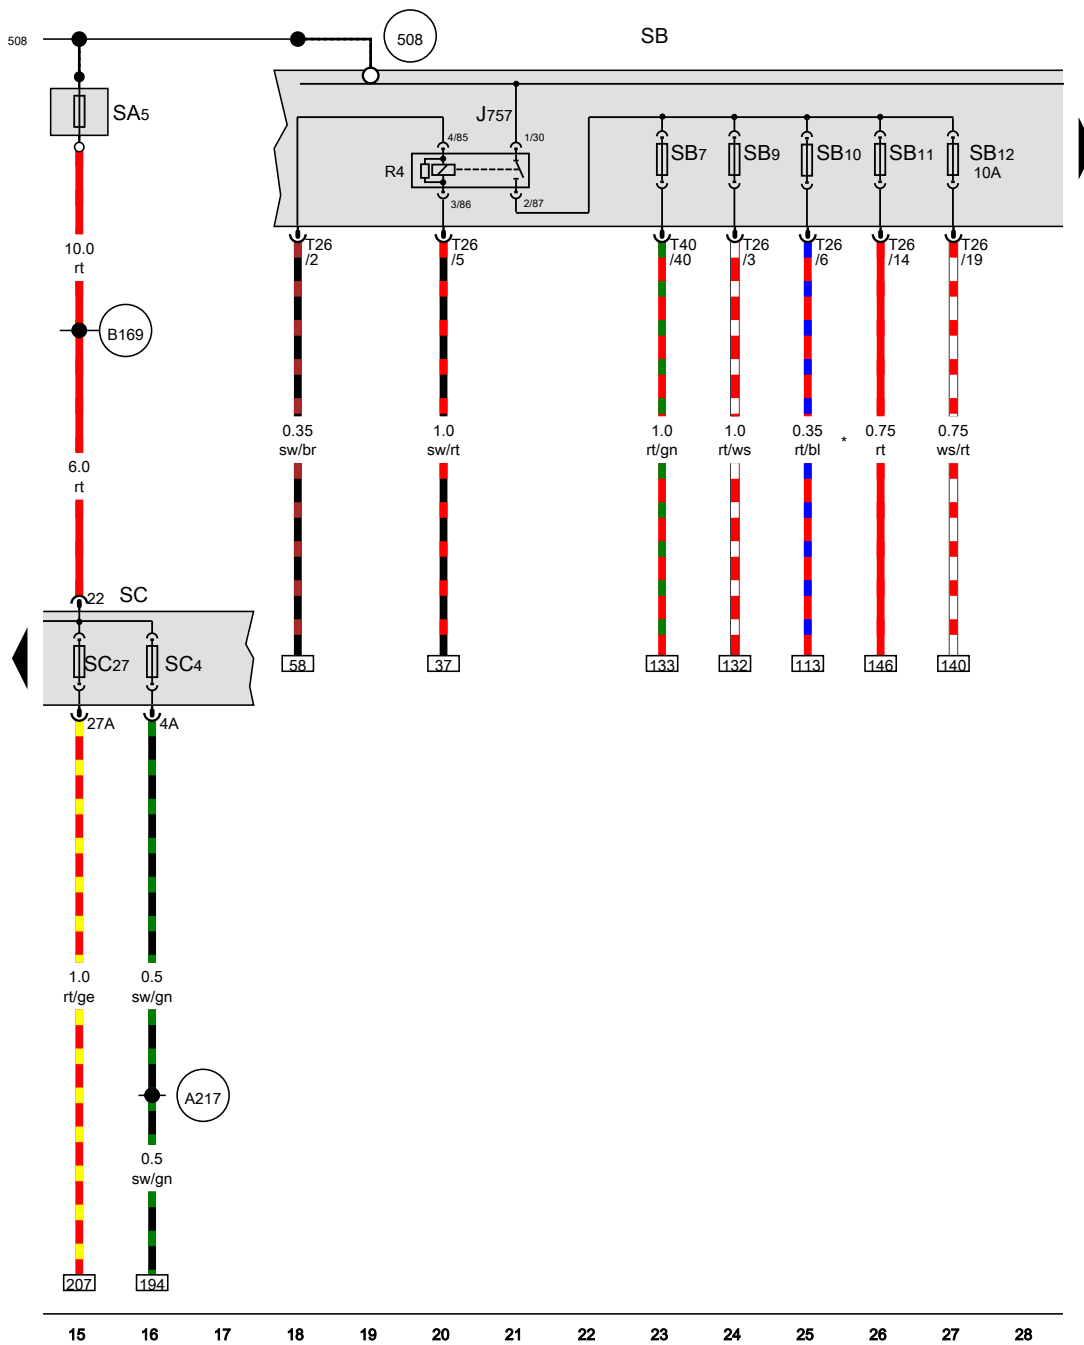 508
508
SB
SA5
J757
4/85
1/30
R4
3/86
2/87
SB7
SB9
SB10
SB11
SB12
10A
T26
/2
T26
/5
T40
/40
T26
/3
T26
/6
T26
/14
T26
/19
10.0
rt
B169
6.0
rt
0.35
sw/br
1.0
sw/rt
1.0
rt/gn
1.0
rt/ws
0.35
rt/bl
*
0.75
rt
0.75
ws/rt
22
SC
SC27
SC4
58
37
133
132
113
146
140
27A
4A
1.0
rt/ge
0.5
sw/gn
A217
0.5
sw/gn
207
194
15 16 17 18 19 20 21 22 23 24 25 26 27 28